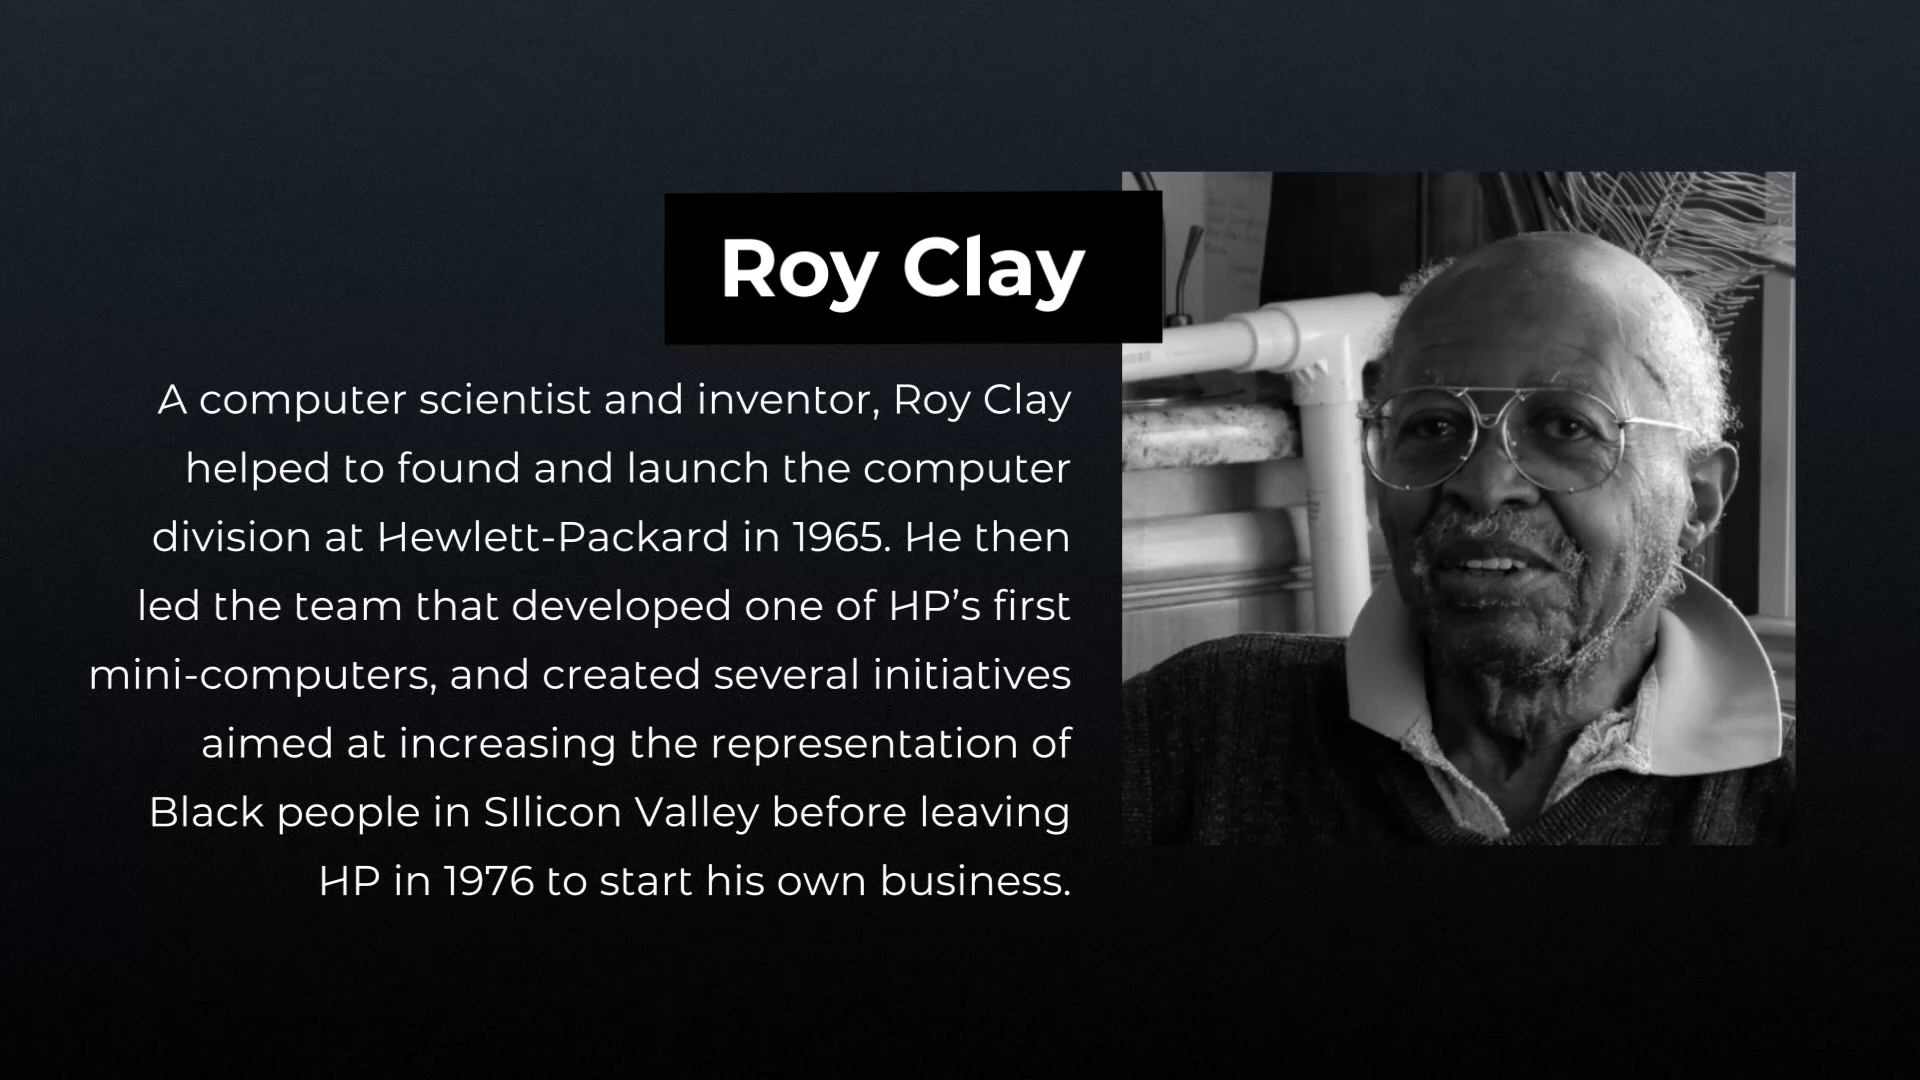 Roy Clay
A computer scientist and inventor, Roy Clay
helped to found and launch the computer
division at Hewlett-Packard in 1965. He then
led the team that developed one of HP’s first
mini-computers, and created several initiatives
aimed at increasing the representation of
Black people in SIlicon Valley before leaving
HP in 1976 to start his own business.